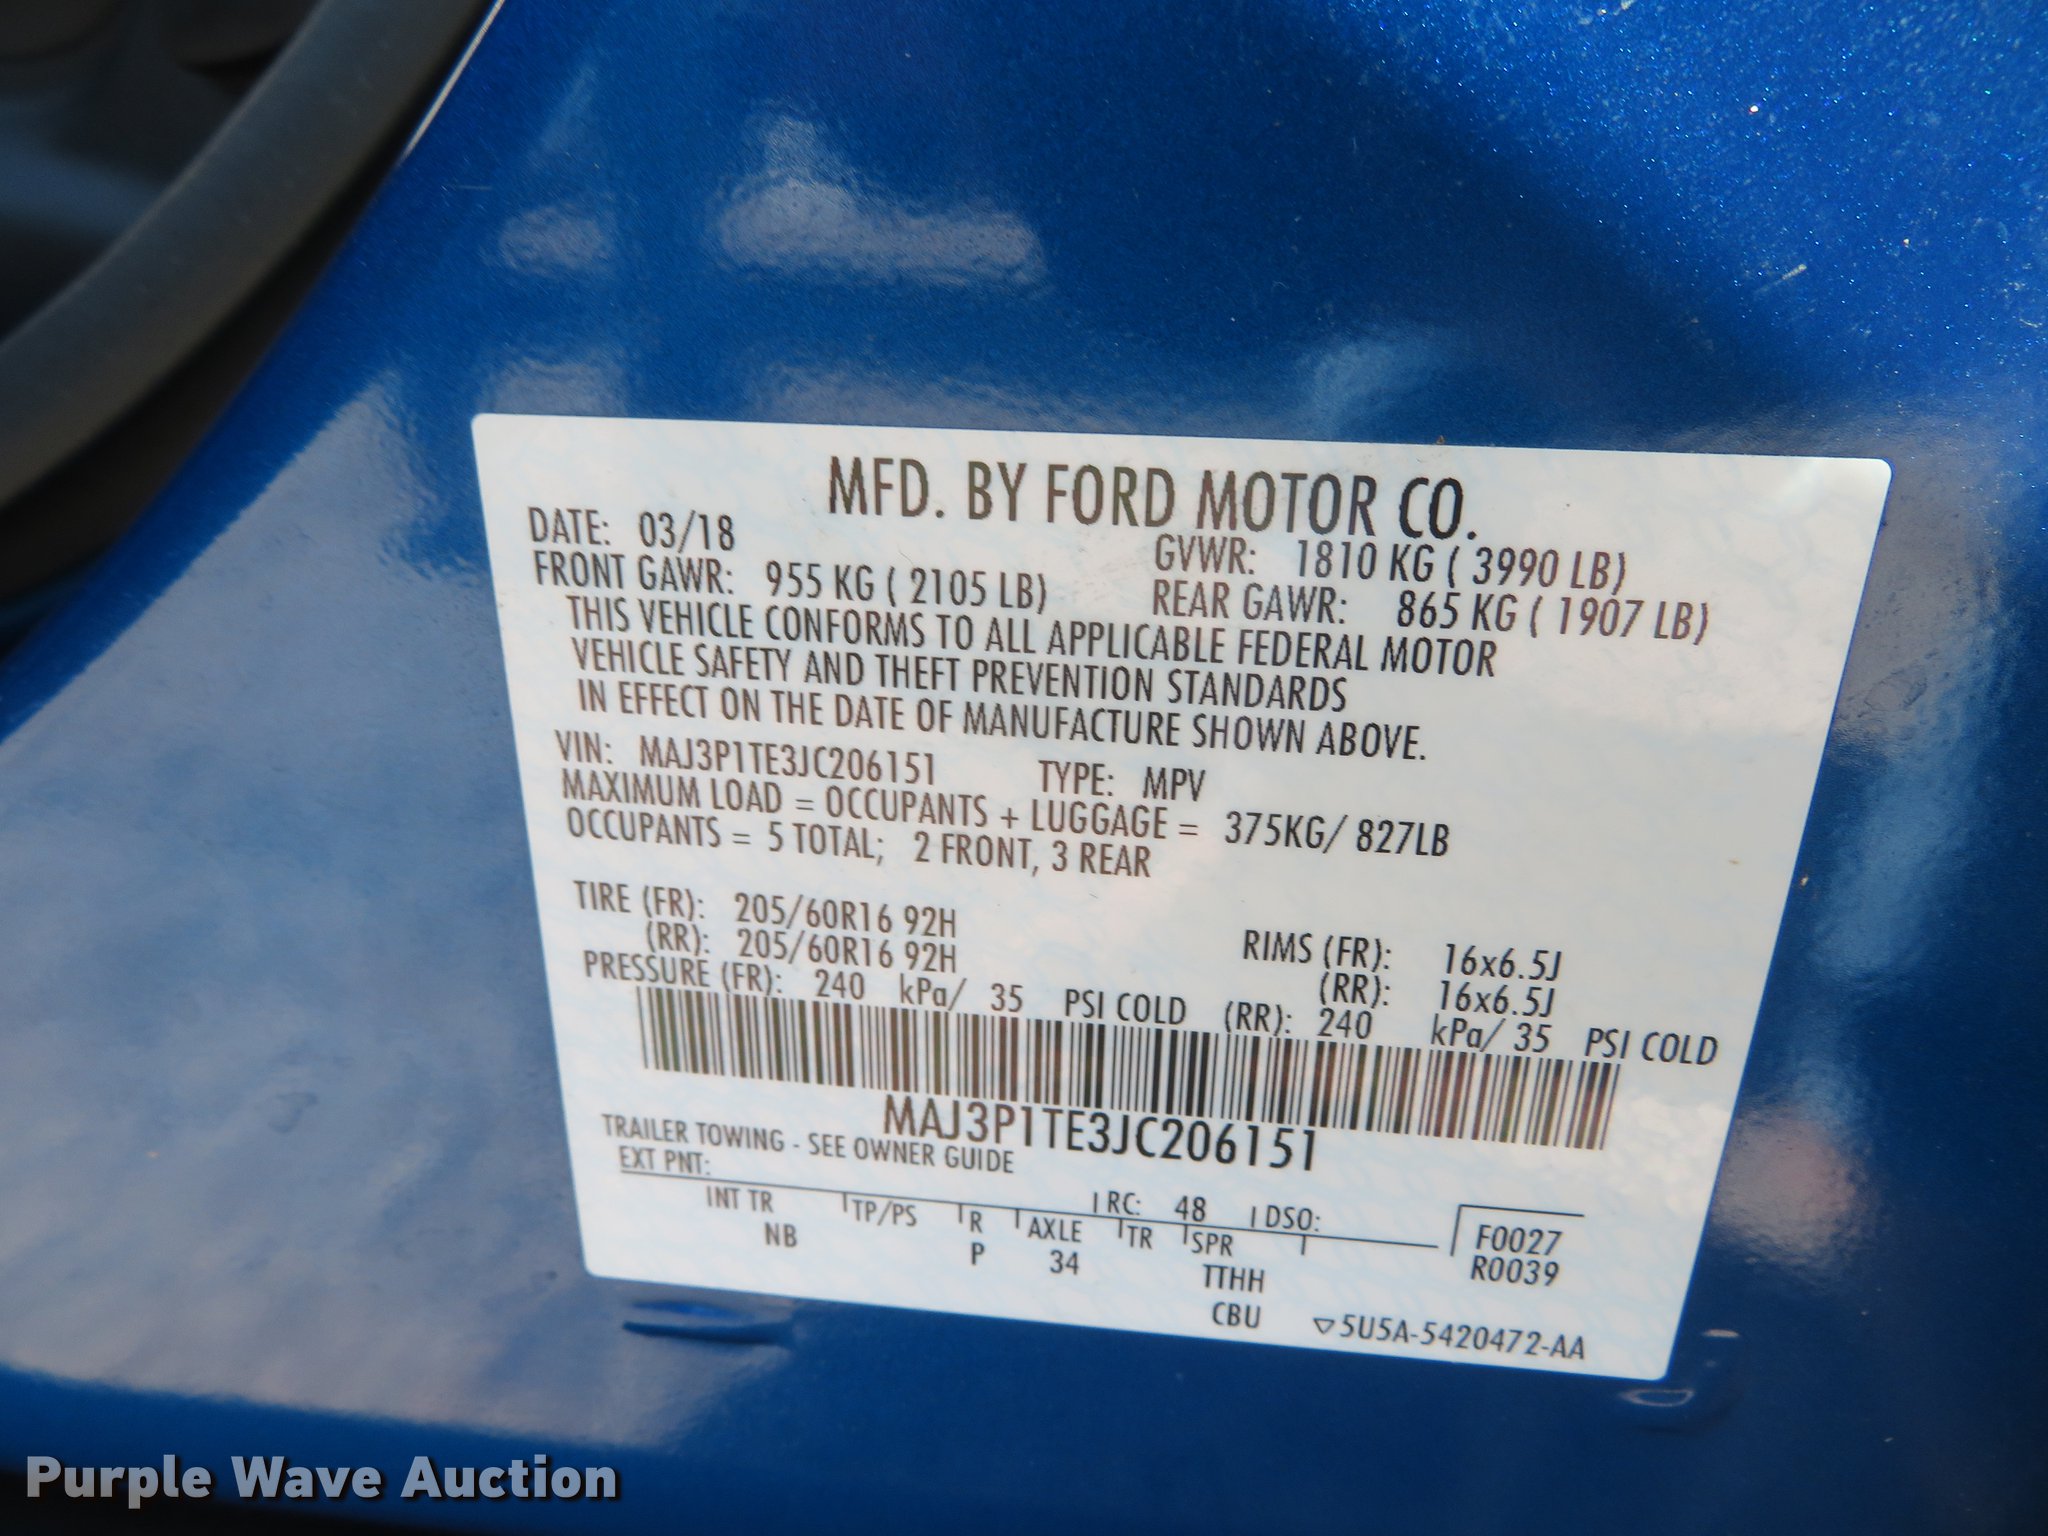 MFD. BY FORD MOTOR CO.
DATE: 03/18 GVWR: 1810 KG ( 3990 LB)
FRONT GAWR: 955 KG ( 2105 LB) REAR GAWR: 865 KG ( 1907 LB)
THIS VEHICLE CONFORMS TO ALL APPLICABLE FEDERAL MOTOR
VEHICLE SAFETY AND THEFT PREVENTION STANDARDS
IN EFFECT ON THE DATE OF MANUFACTURE SHOWN ABOVE.
VIN: MAJ3P1TE3JC206151 TYPE: MPV
MAXIMUM LOAD = OCCUPANTS + LUGGAGE = 375KG/ 827LB
OCCUPANTS = 5 TOTAL; 2 FRONT, 3 REAR
TIRE (FR): 205/60R16 92H RIMS (FR): 16x6.5J
(RR): 205/60R16 92H (RR): 16x6.5J
PRESSURE (FR): 240 kPa/ 35 PSI COLD (RR): 240 kPa/ 35 PSI COLD
MAJ3P1TE3JC206151
TRAILER TOWING - SEE OWNER GUIDE
EXT PNT: RC: 48 DSO:
INT TR TP/PS R AXLE TR SPR F0027
NB P 34 TTHH R0039
CBU ▽5U5A-5420472-AA
Purple Wave Auction